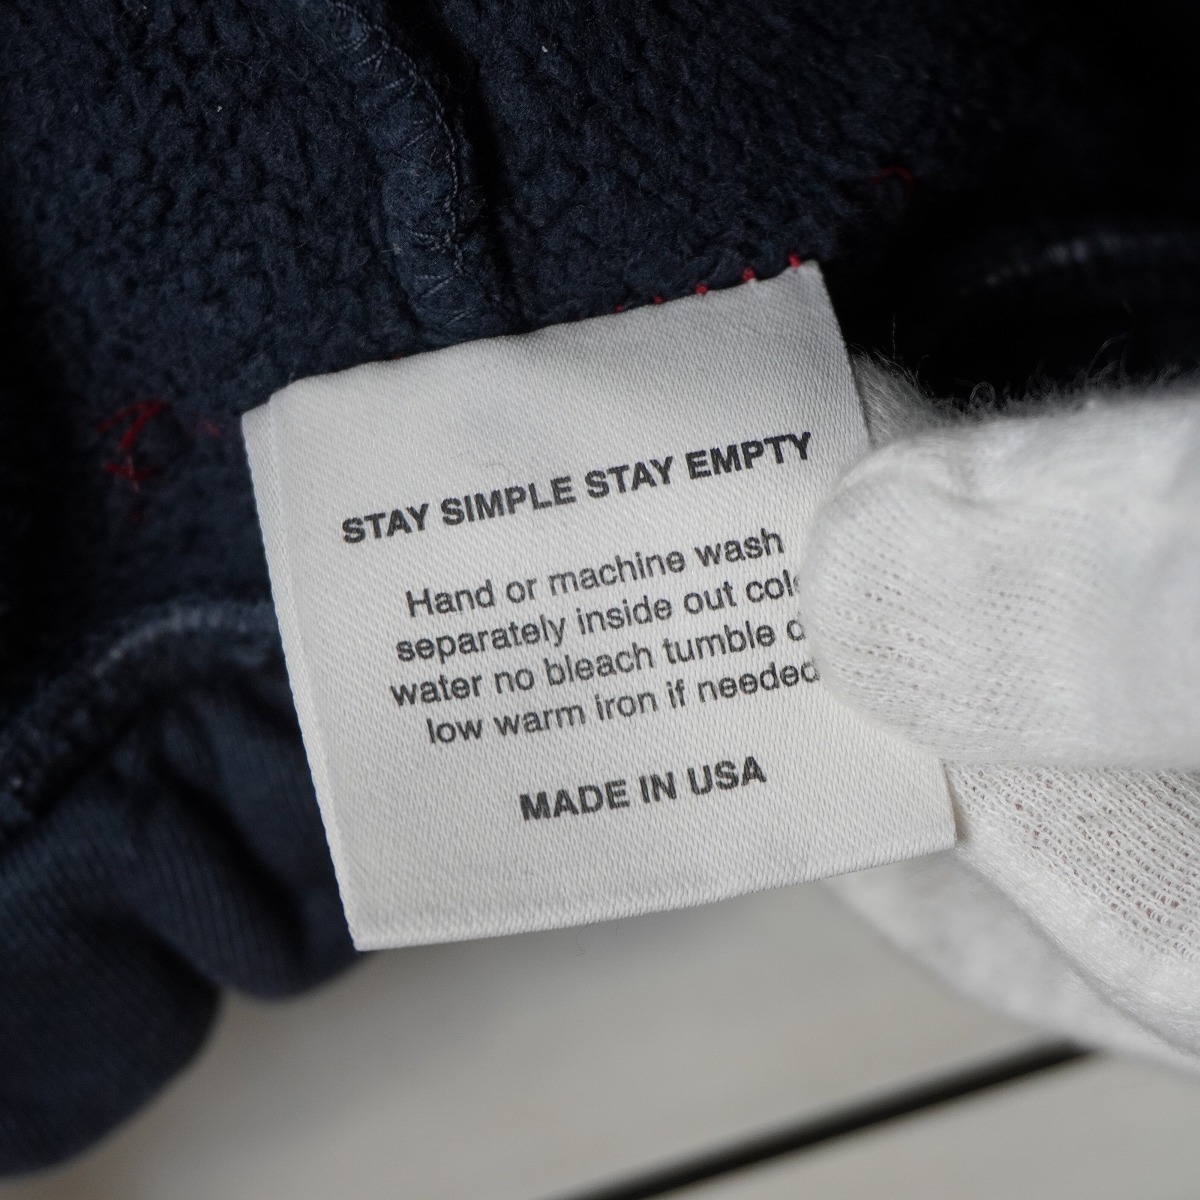 STAY SIMPLE STAY EMPTY
Hand or machine wash
separately inside out
water no bleach tumble
low warm iron if needed
MADE IN USA